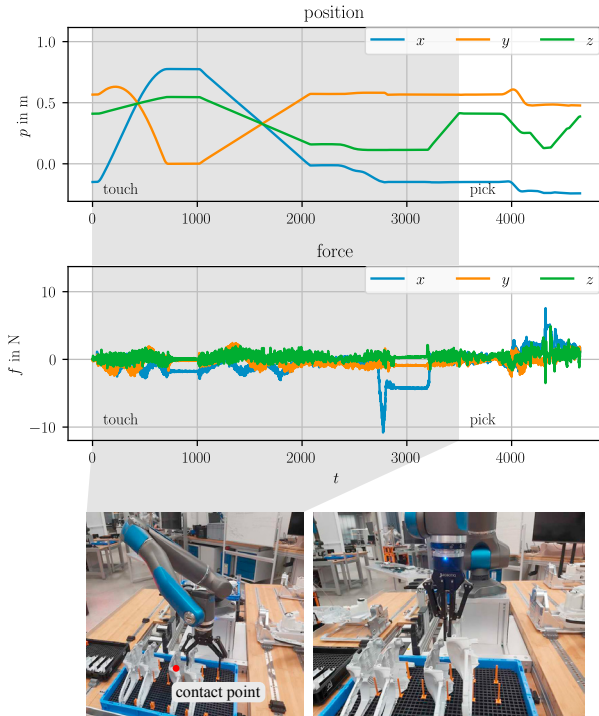 position
x y z
1.0
0.5
0.0
p in m
touch pick
0 1000 2000 3000 4000
force
x y z
10
0
−10
f in N
touch pick
0 1000 2000 3000 4000
t
contact point